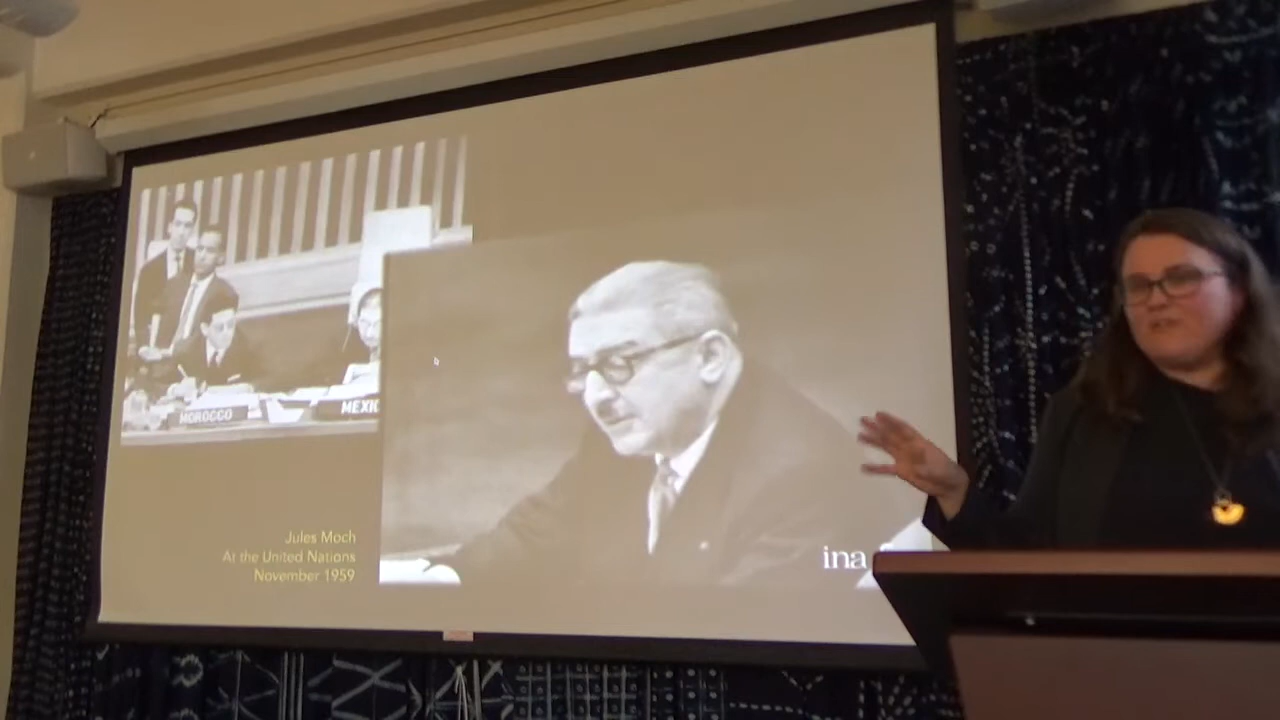 MOROCCO
MEXIC
Jules Moch
At the United Nations
November 1959
ina